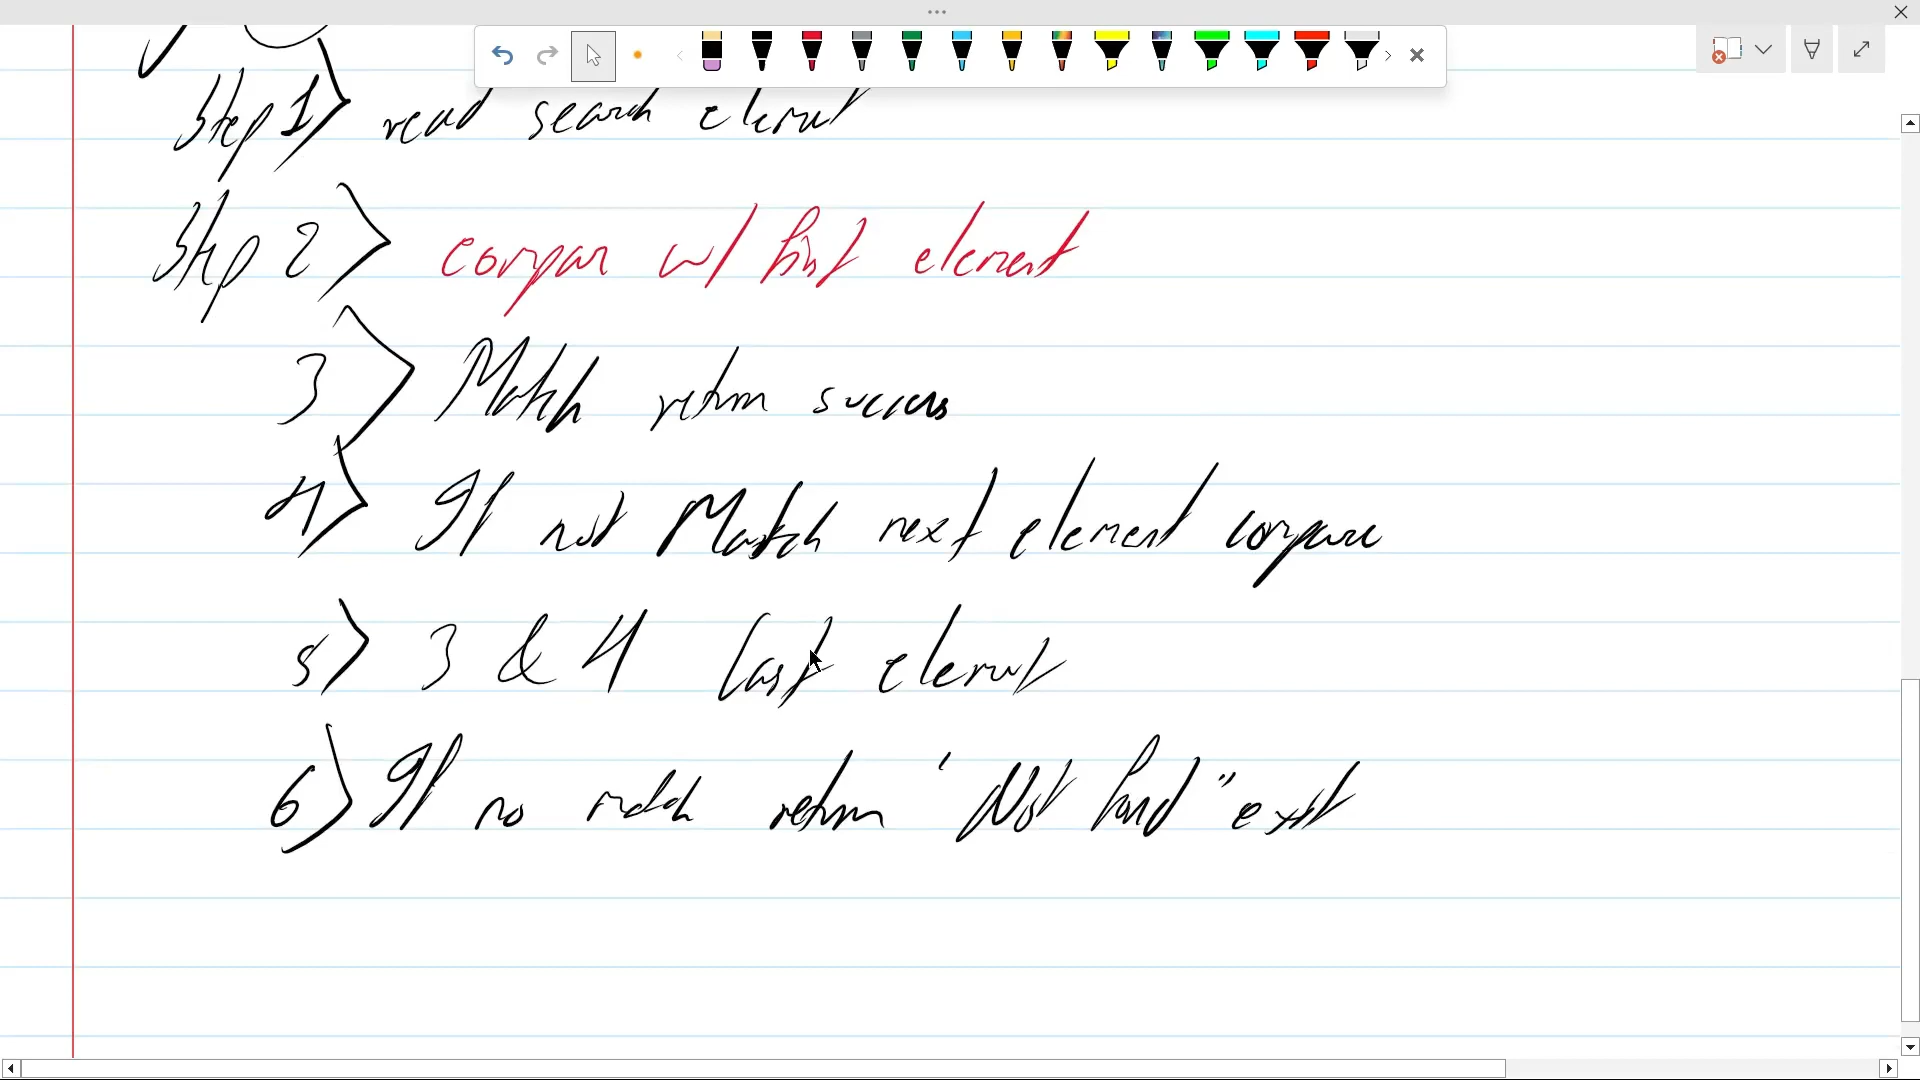 Step 1) read search element
Step 2) compar w/ first element
3) Match return success
4) If not Match next element compare
5) 3 & 4 last element
6) If no match return ' Not found " exit